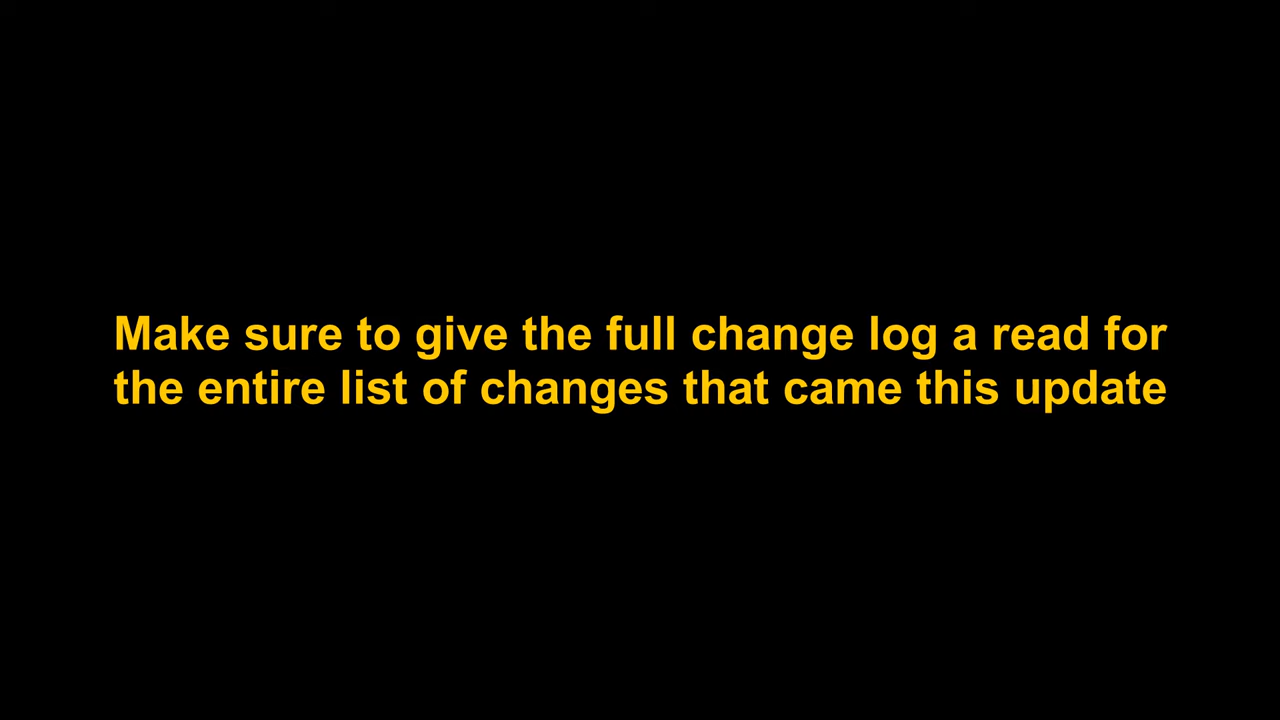 Make sure to give the full change log a read for
the entire list of changes that came this update